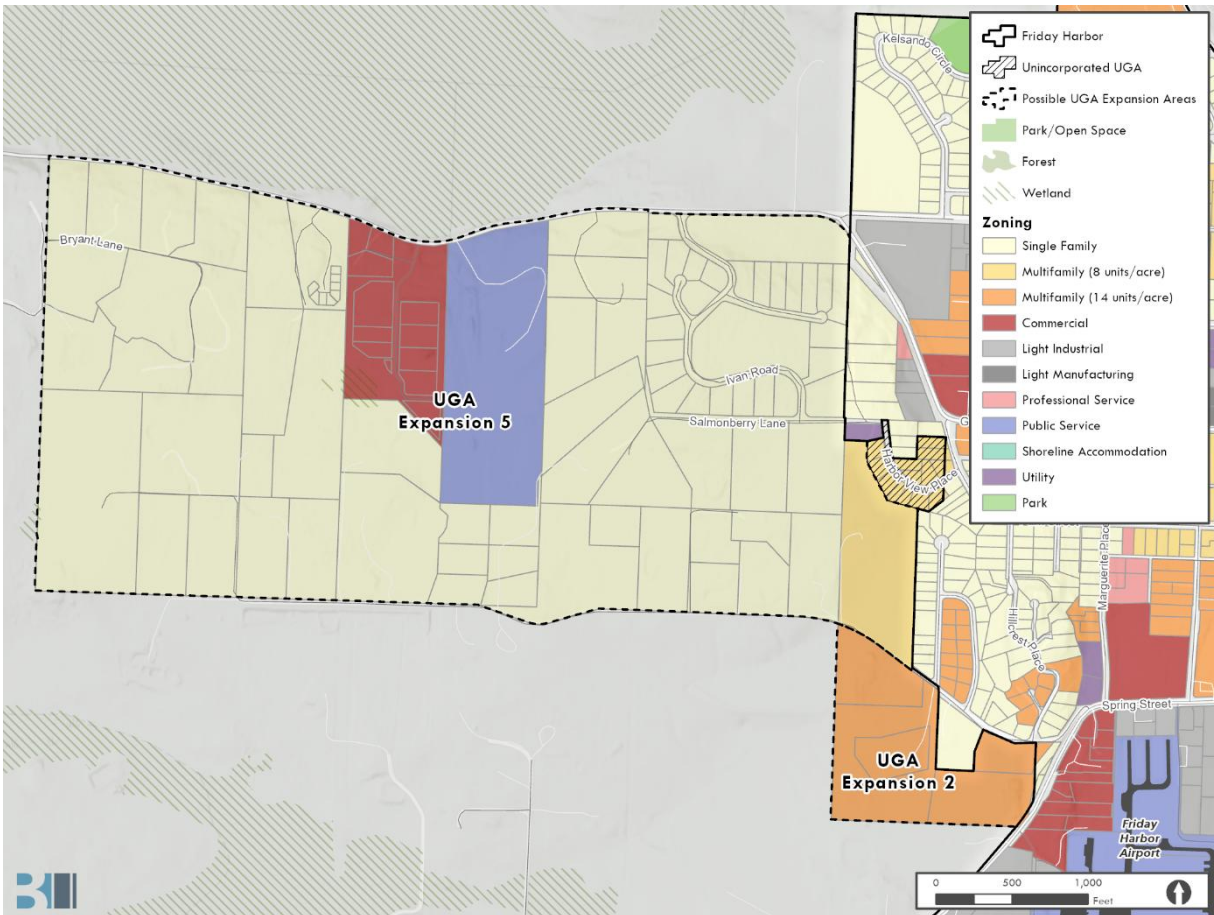 Kelsando Circle
Friday Harbor
Unincorporated UGA
Possible UGA Expansion Areas
Park/Open Space
Forest
Wetland
Zoning
Single Family
Multifamily (8 units/acre)
Multifamily (14 units/acre)
Commercial
Light Industrial
Light Manufacturing
Professional Service
Public Service
Shoreline Accommodation
Utility
Park
Bryant Lane
Ivan Road
UGA
Expansion 5
Salmonberry Lane
G
Harbor View Place
Marguerite Place
Hillcrest Place
Spring Street
UGA
Expansion 2
Friday
Harbor
Airport
0 500 1,000
Feet